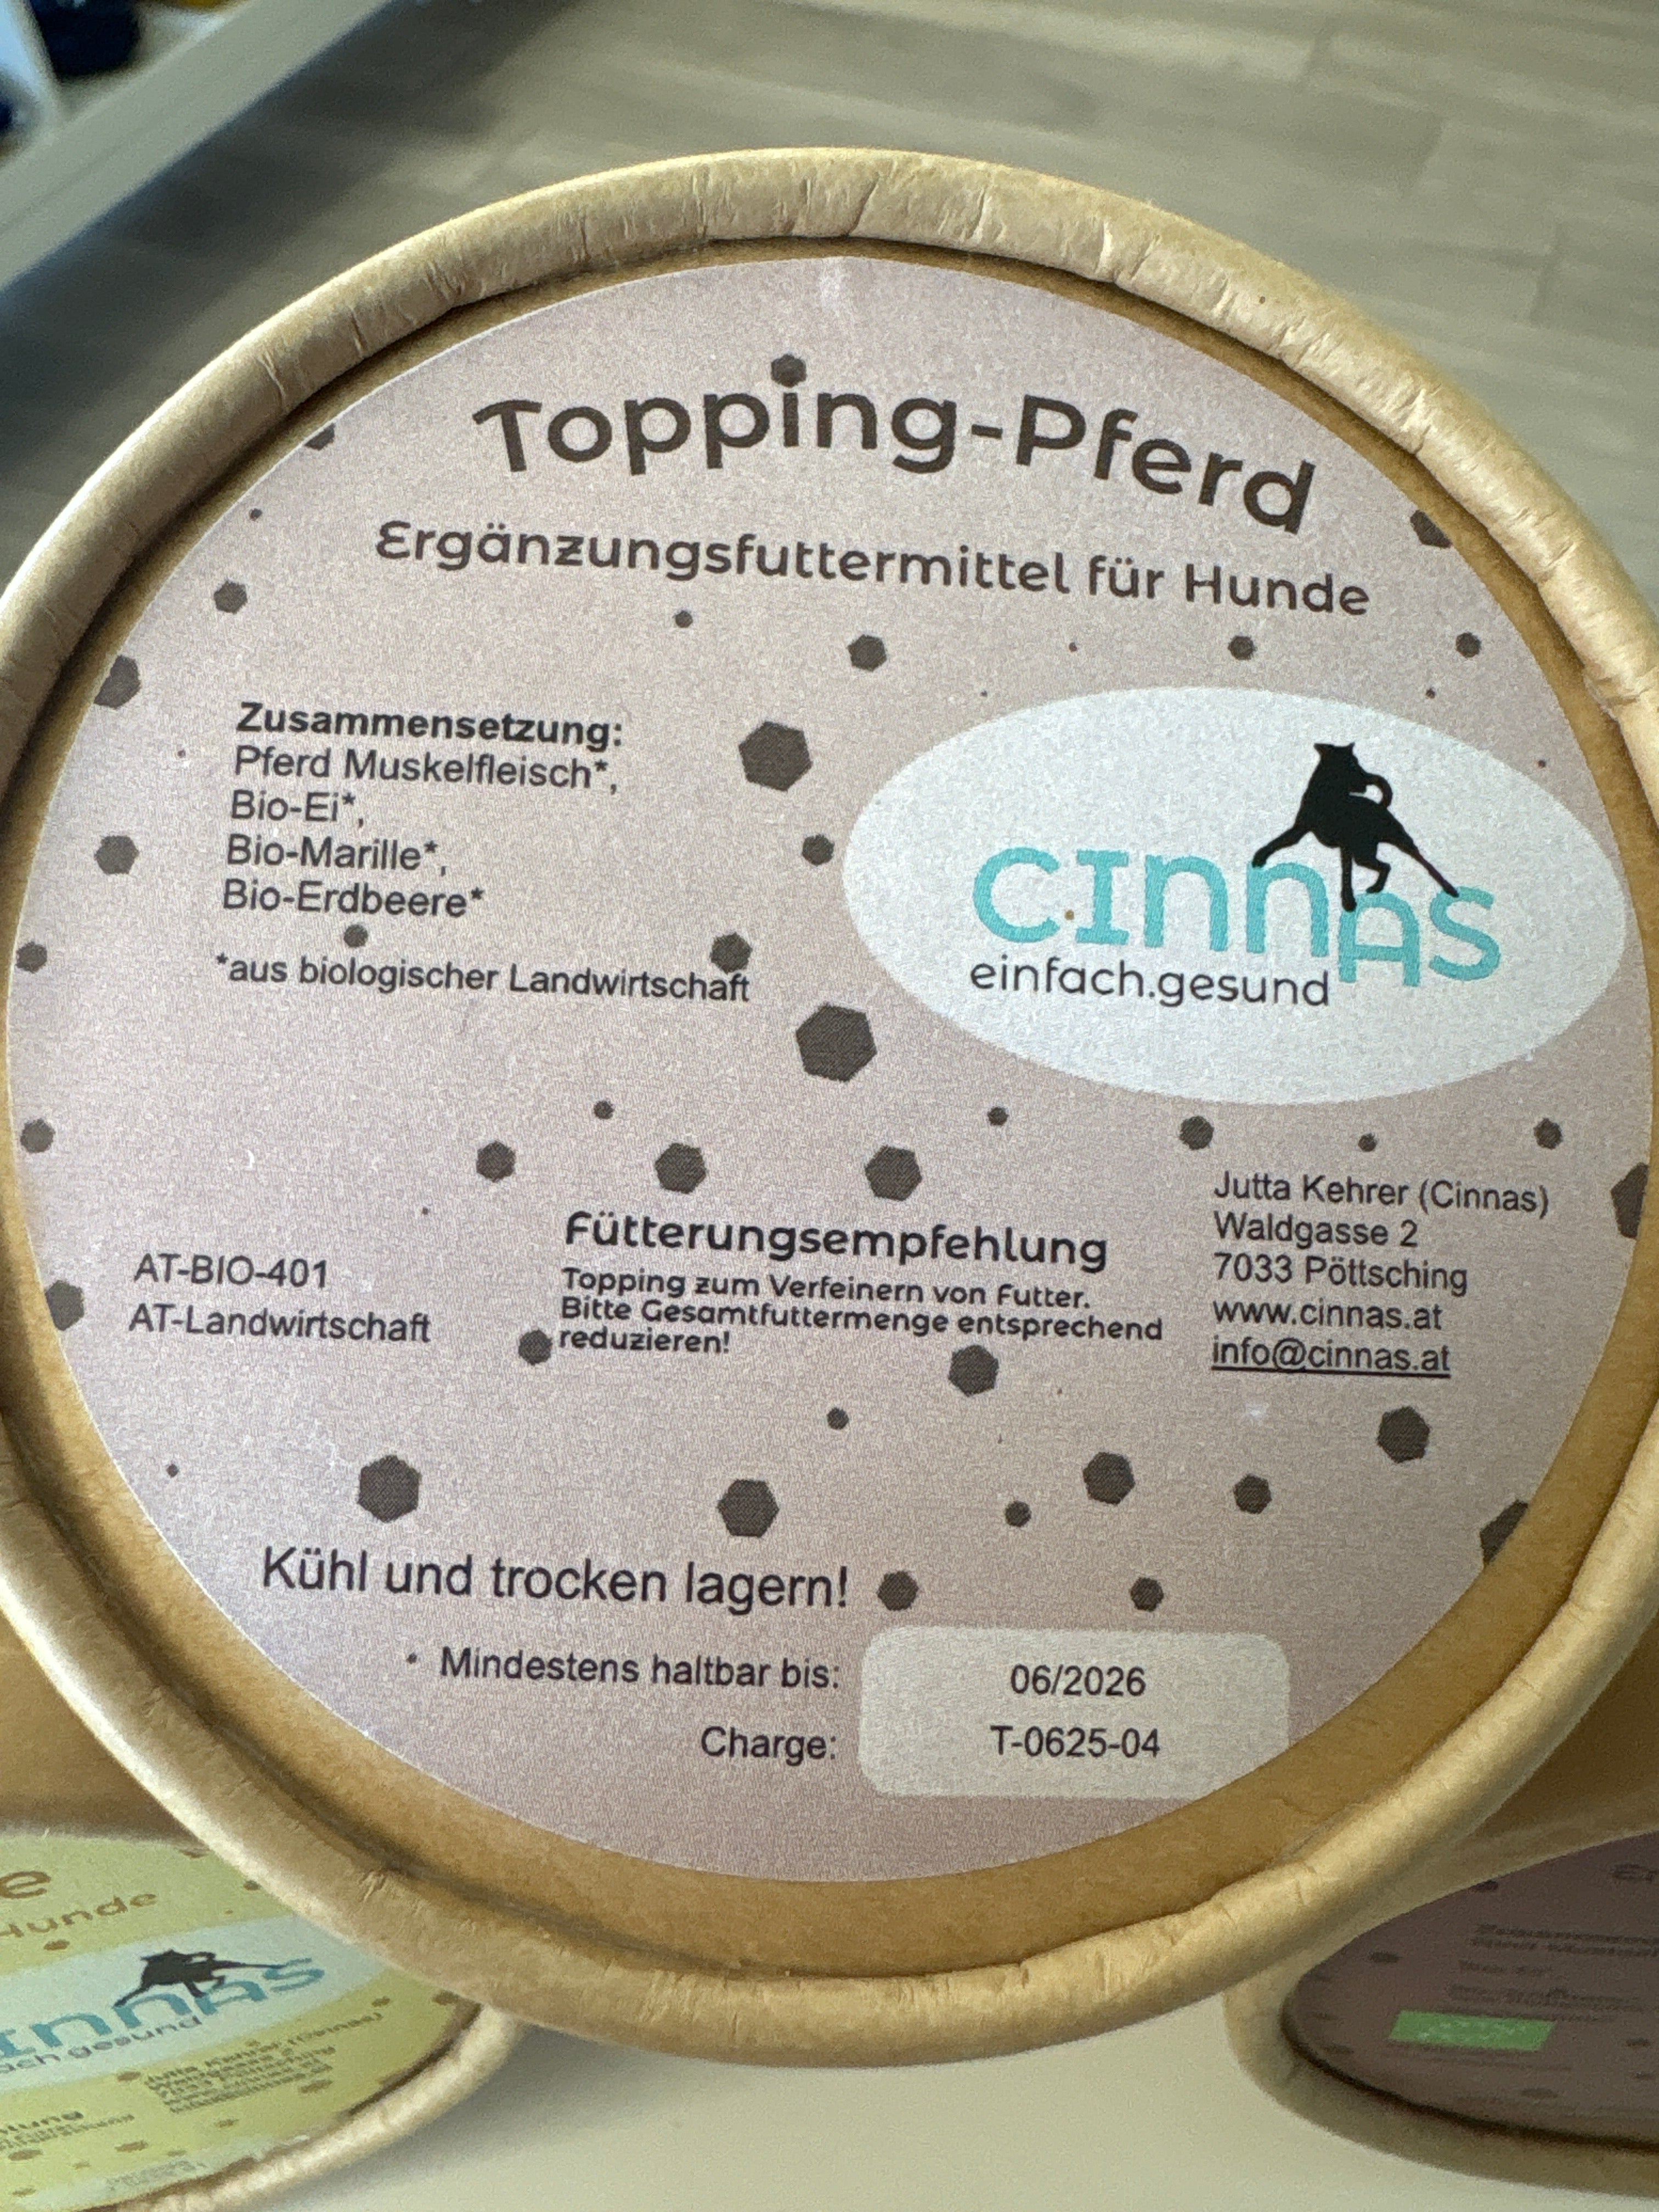 Topping-Pferd
Ergänzungsfuttermittel für Hunde
Zusammensetzung:
Pferd Muskelfleisch*,
Bio-Ei*,
Bio-Marille*,
Bio-Erdbeere*
*aus biologischer Landwirtschaft
cinnas
einfach.gesund
AT-BIO-401
AT-Landwirtschaft
Fütterungsempfehlung
Topping zum Verfeinern von Futter.
Bitte Gesamtfuttermenge entsprechend
reduzieren!
Jutta Kehrer (Cinnas)
Waldgasse 2
7033 Pöttsching
www.cinnas.at
info@cinnas.at
Kühl und trocken lagern!
Mindestens haltbar bis: 06/2026
Charge: T-0625-04
e
Hunde
innas
ach.gesund